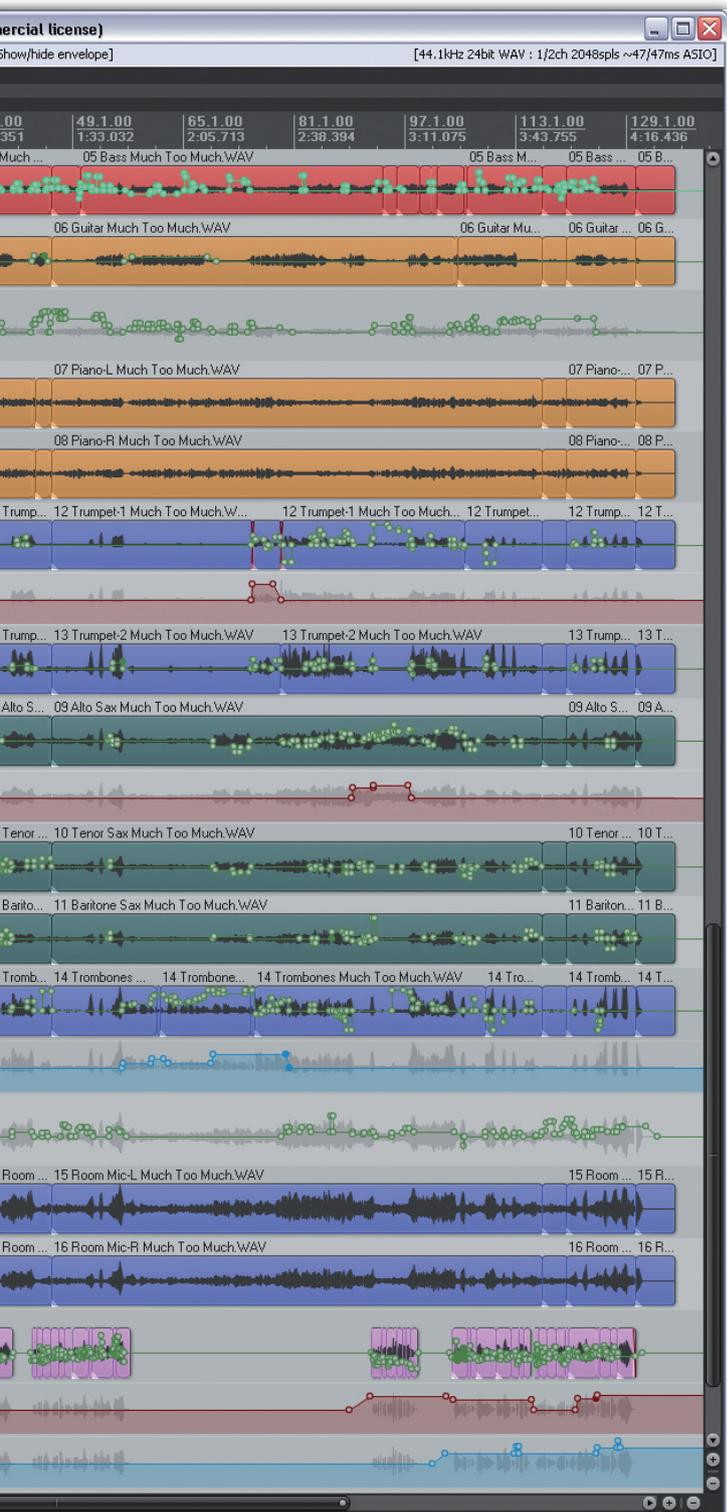 ercial license)
Show/hide envelope] [44.1kHz 24bit WAV : 1/2ch 2048spls ~47/47ms ASIO]
.00 49.1.00 65.1.00 81.1.00 97.1.00 113.1.00 129.1.00
351 1:33.032 2:05.713 2:38.394 3:11.075 3:43.755 4:16.436
Much ... 05 Bass Much Too Much.WAV 05 Bass M... 05 Bass ... 05 B...
06 Guitar Much Too Much.WAV 06 Guitar Mu... 06 Guitar ... 06 G...
07 Piano-L Much Too Much.WAV 07 Piano-... 07 P...
08 Piano-R Much Too Much.WAV 08 Piano-... 08 P...
Trump... 12 Trumpet-1 Much Too Much.W... 12 Trumpet-1 Much Too Much... 12 Trumpet... 12 Trump... 12 T...
Trump... 13 Trumpet-2 Much Too Much.WAV 13 Trumpet-2 Much Too Much.WAV 13 Trump... 13 T...
Alto S... 09 Alto Sax Much Too Much.WAV 09 Alto S... 09 A...
Tenor ... 10 Tenor Sax Much Too Much.WAV 10 Tenor ... 10 T...
Barito... 11 Baritone Sax Much Too Much.WAV 11 Bariton... 11 B...
Tromb... 14 Trombones ... 14 Trombone... 14 Trombones Much Too Much.WAV 14 Tro... 14 Tromb... 14 T...
Room ... 15 Room Mic-L Much Too Much.WAV 15 Room ... 15 R...
Room ... 16 Room Mic-R Much Too Much.WAV 16 Room ... 16 R...